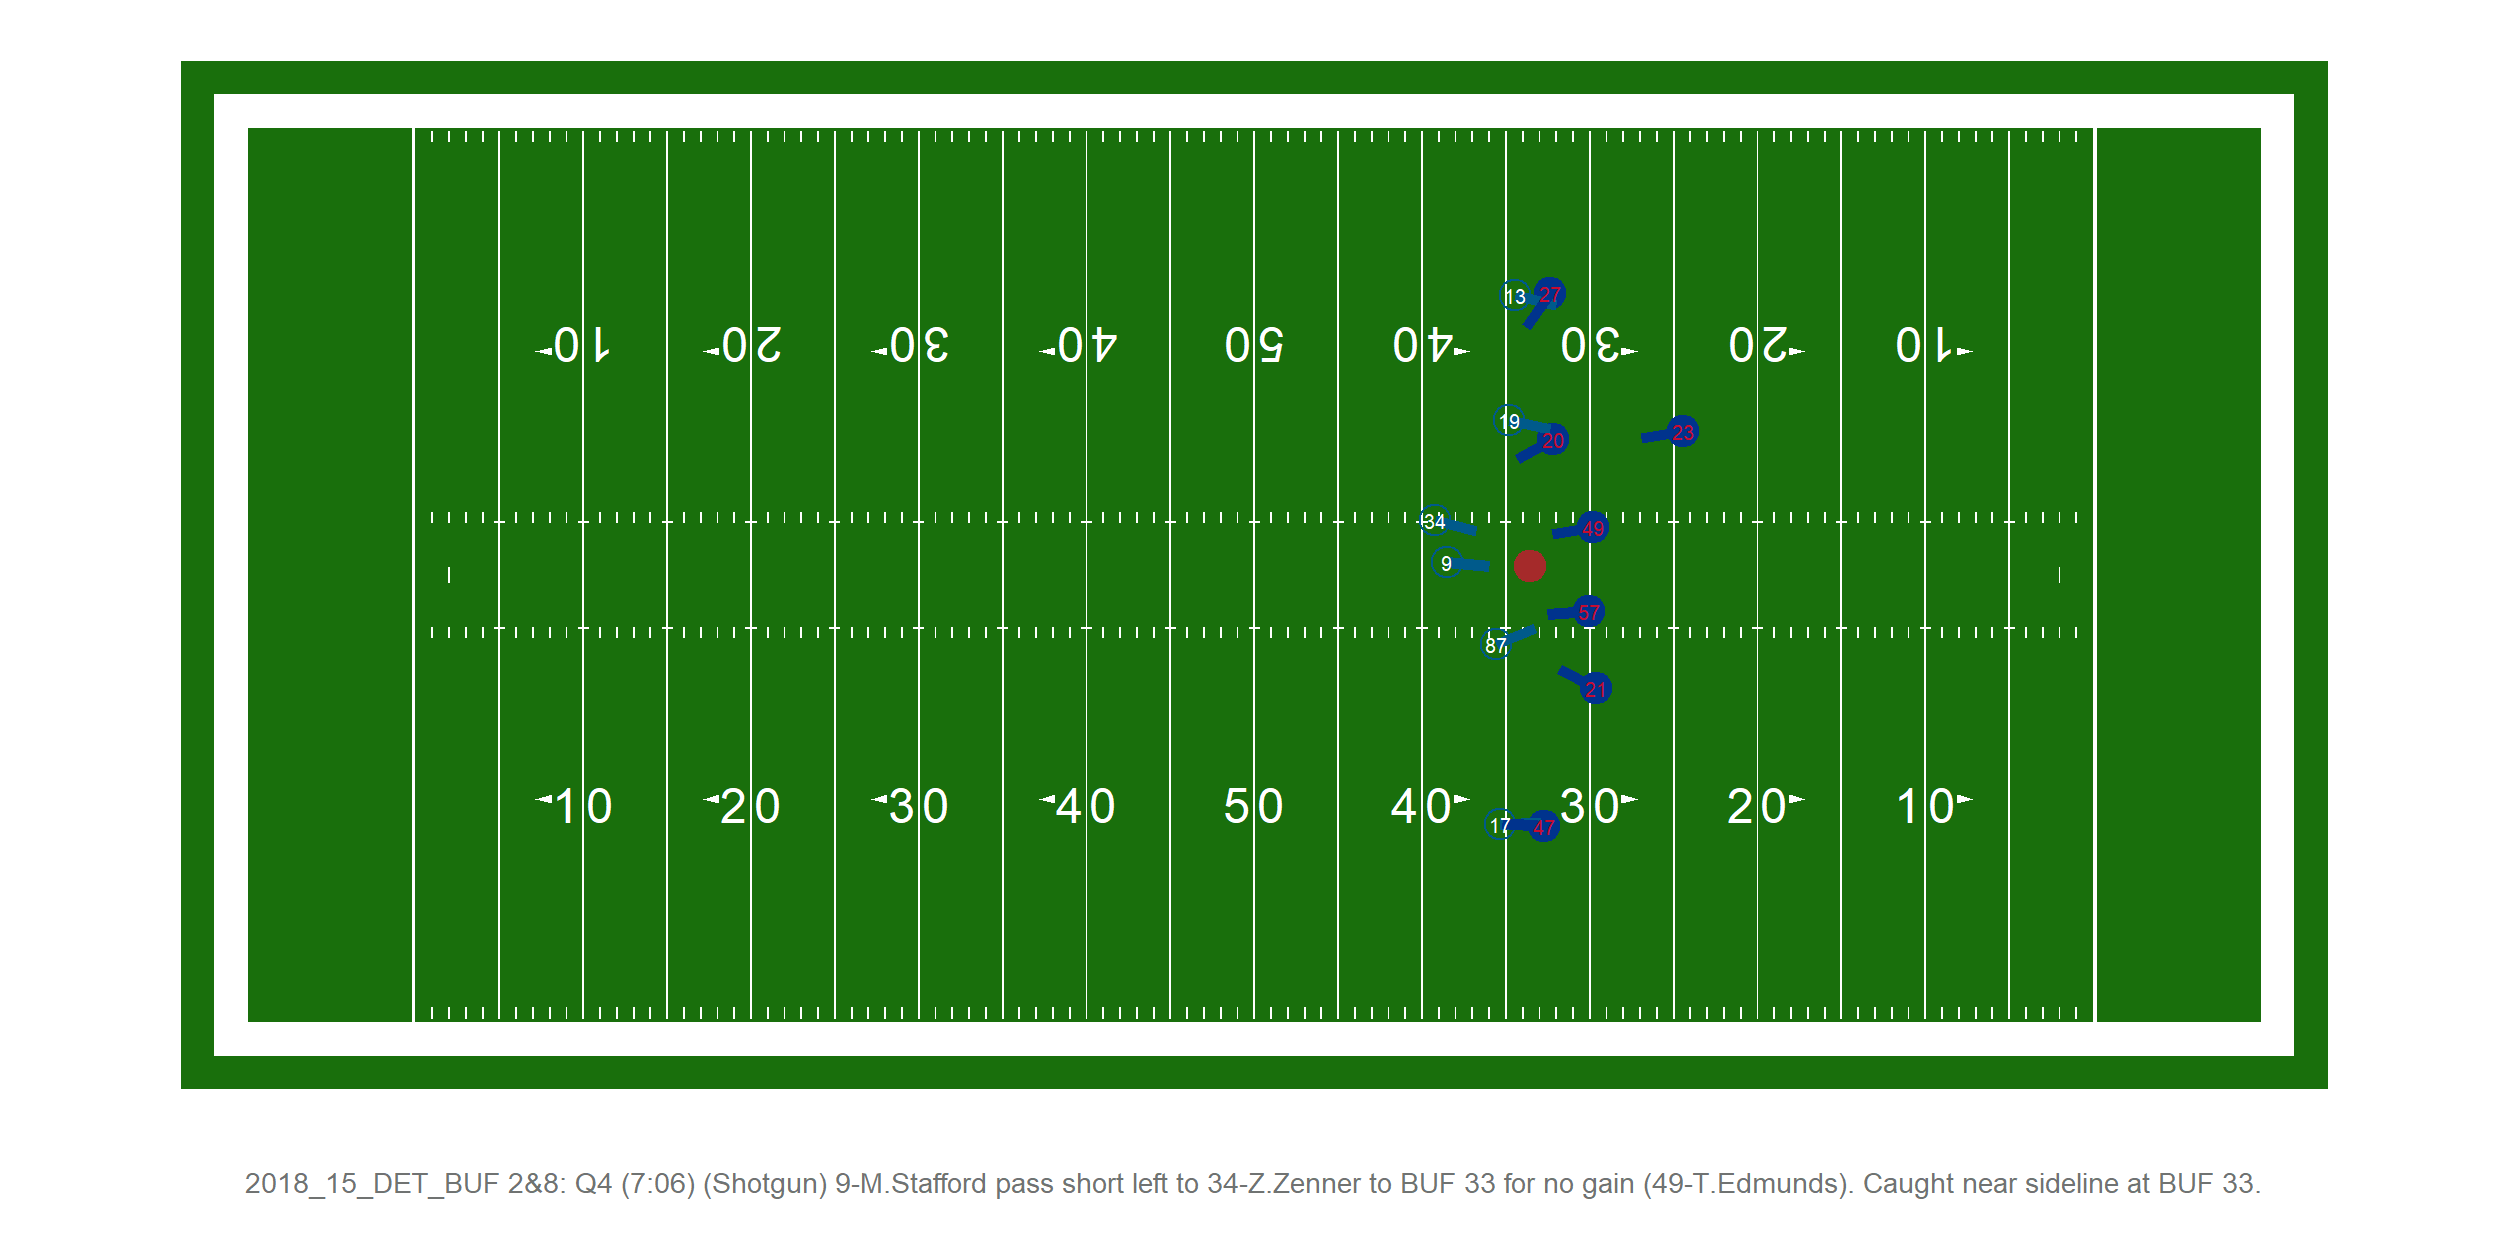 13 27
10 20 30 40 50 40 30 20 10
19 20 23
34 49
9
57
87
21
10 20 30 40 50 40 30 20 10
17 47
2018_15_DET_BUF 2&8: Q4 (7:06) (Shotgun) 9-M.Stafford pass short left to 34-Z.Zenner to BUF 33 for no gain (49-T.Edmunds). Caught near sideline at BUF 33.